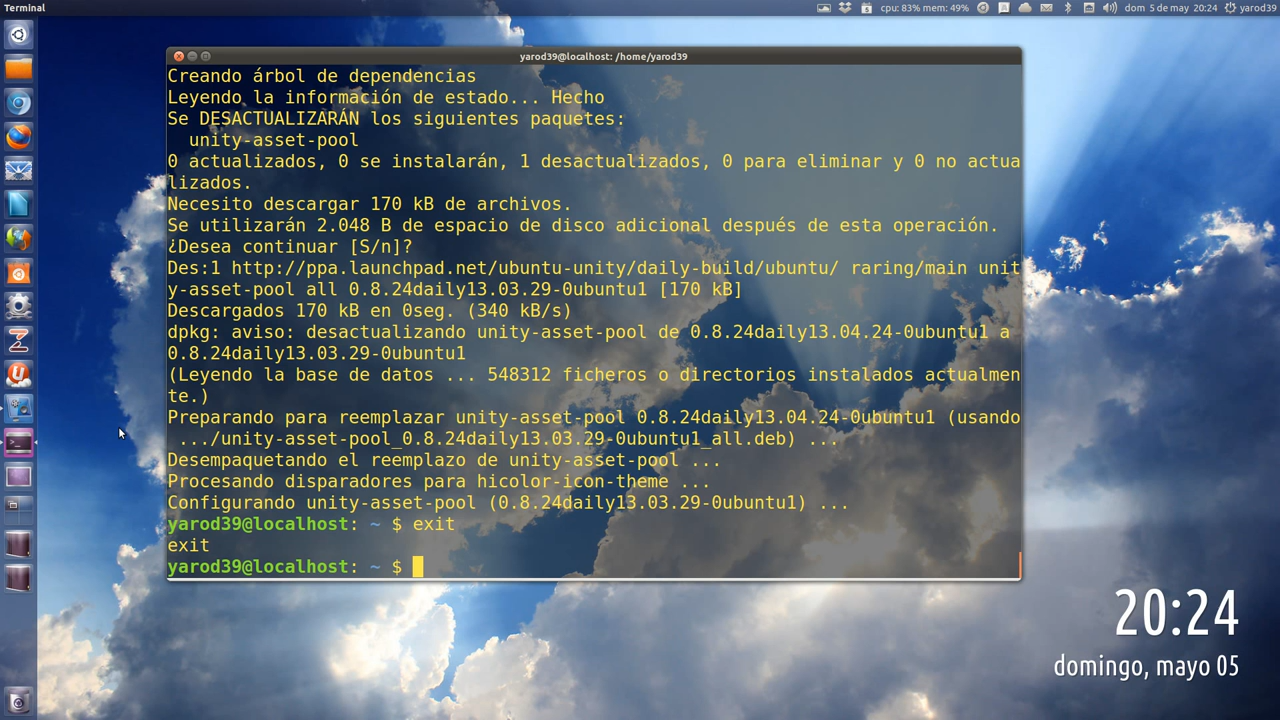 Terminal
cpu: 83% mem: 49%
dom 5 de may 20:24
yarod39
yarod39@localhost: /home/yarod39
Creando árbol de dependencias
Leyendo la información de estado... Hecho
Se DESACTUALIZARÁN los siguientes paquetes:
unity-asset-pool
0 actualizados, 0 se instalarán, 1 desactualizados, 0 para eliminar y 0 no actua
lizados.
Necesito descargar 170 kB de archivos.
Se utilizarán 2.048 B de espacio de disco adicional después de esta operación.
¿Desea continuar [S/n]?
Des:1 http://ppa.launchpad.net/ubuntu-unity/daily-build/ubuntu/ raring/main unit
y-asset-pool all 0.8.24daily13.03.29-0ubuntu1 [170 kB]
Descargados 170 kB en 0seg. (340 kB/s)
dpkg: aviso: desactualizando unity-asset-pool de 0.8.24daily13.04.24-0ubuntu1 a
0.8.24daily13.03.29-0ubuntu1
(Leyendo la base de datos ... 548312 ficheros o directorios instalados actualmen
te.)
Preparando para reemplazar unity-asset-pool 0.8.24daily13.04.24-0ubuntu1 (usando
.../unity-asset-pool_0.8.24daily13.03.29-0ubuntu1_all.deb) ...
Desempaquetando el reemplazo de unity-asset-pool ...
Procesando disparadores para hicolor-icon-theme ...
Configurando unity-asset-pool (0.8.24daily13.03.29-0ubuntu1) ...
yarod39@localhost: ~ $ exit
exit
yarod39@localhost: ~ $
20:24
domingo, mayo 05